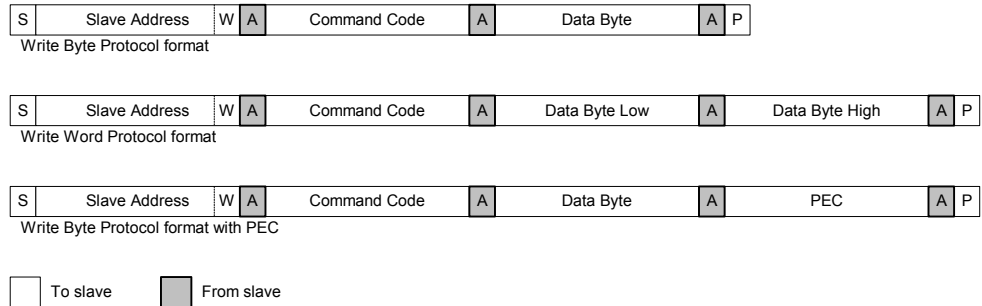 S Slave Address W A Command Code A Data Byte A P
Write Byte Protocol format
S Slave Address W A Command Code A Data Byte Low A Data Byte High A P
Write Word Protocol format
S Slave Address W A Command Code A Data Byte A PEC A P
Write Byte Protocol format with PEC
To slave From slave